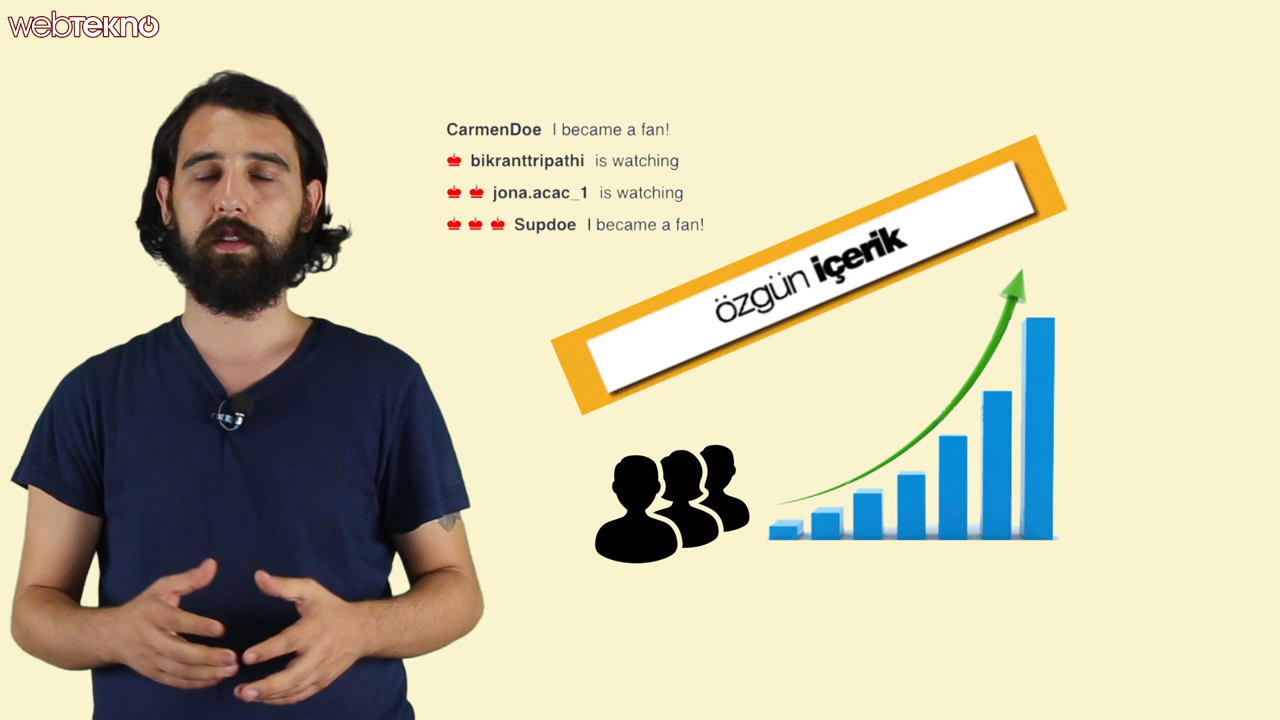 webTEKNO
CarmenDoe I became a fan!
bikranttripathi is watching
jona.acac_1 is watching
Supdoe I became a fan!
özgün içerik